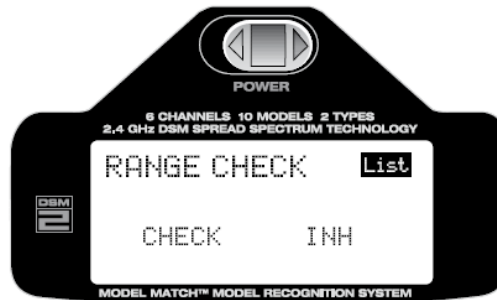 POWER
6 CHANNELS 10 MODELS 2 TYPES
2.4 GHz DSM SPREAD SPECTRUM TECHNOLOGY
RANGE CHECK List
DSM
2
CHECK INH
MODEL MATCH™ MODEL RECOGNITION SYSTEM